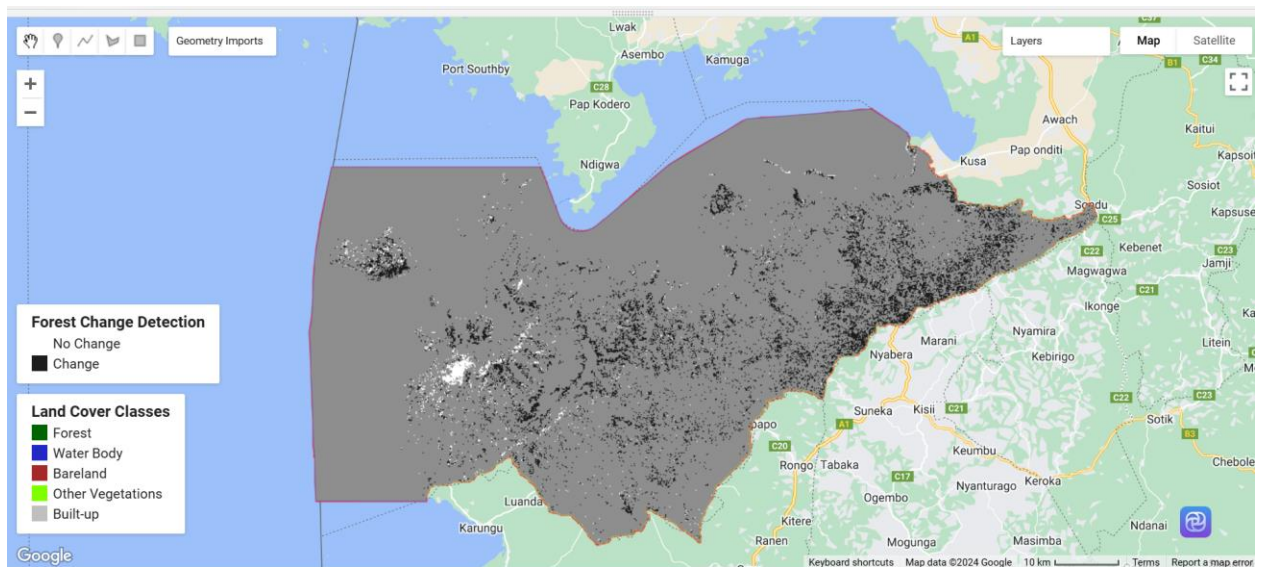 Geometry Imports
Layers
Map
Satellite
+
−
Lwak
Asembo
Kamuga
Port Southby
C28
Pap Kodero
Ndigwa
A1
C37
B1
C34
Awach
Kaitui
Pap onditi
Kusa
Kapsoit
Sosiot
Sondu
C25
Kapsuse
Kebenet
C22
C23
Magwagwa
Jamji
C21
Ikonge
Nyamira
Marani
Nyabera
Kebirigo
Litein
Forest Change Detection
No Change
Change
Land Cover Classes
Forest
Water Body
Bareland
Other Vegetations
Built-up
Suneka
Kisii
C21
C22
C23
A1
Sotik
B3
C20
Keumbu
Rongo
Tabaka
C17
Chebole
Nyanturago
Keroka
Luanda
Ogembo
Karungu
Kitere
Ndanai
Ranen
Mogunga
Masimba
Google
Keyboard shortcuts
Map data ©2024 Google
10 km
Terms
Report a map error